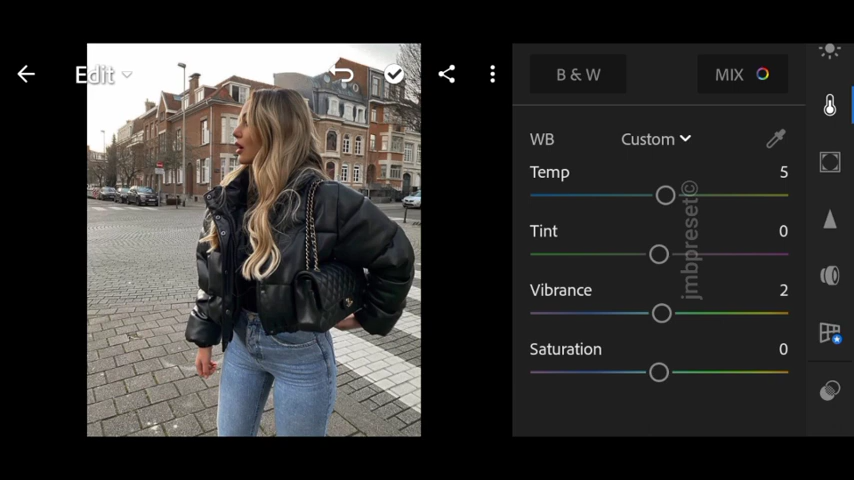 Edit
B & W
MIX
WB
Custom
Temp
5
Tint
0
Vibrance
2
Saturation
0
jmbpreset©